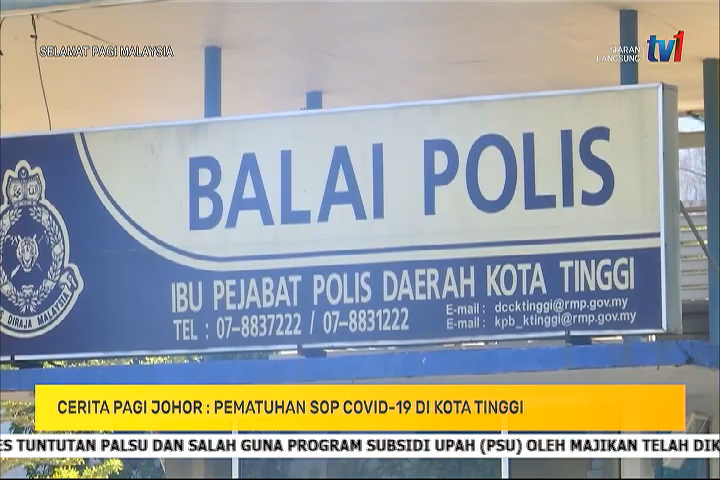 SELAMAT PAGI MALAYSIA
SIARAN
LANGSUNG
tv1
BALAI POLIS
IBU PEJABAT POLIS DAERAH KOTA TINGGI
TEL : 07-8837222 / 07-8831222
E-mail : dccktinggi@rmp.gov.my
E-mail : kpb_ktinggi@rmp.gov.my
DIRAJA MALAYSIA
CERITA PAGI JOHOR : PEMATUHAN SOP COVID-19 DI KOTA TINGGI
ES TUNTUTAN PALSU DAN SALAH GUNA PROGRAM SUBSIDI UPAH (PSU) OLEH MAJIKAN TELAH DIK